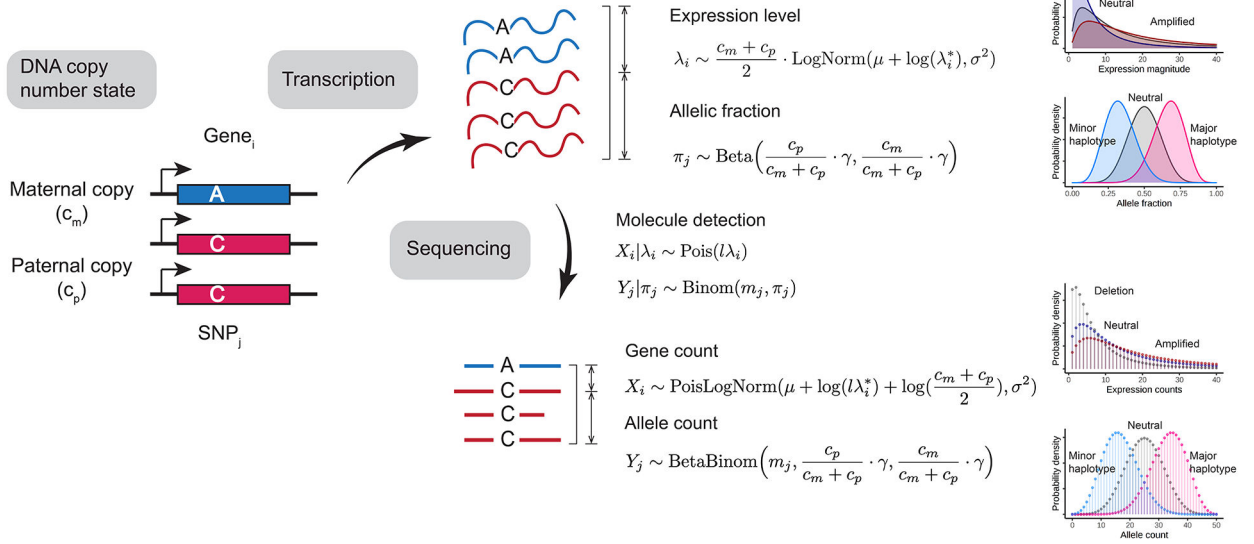 DNA copy
number state
Gene_i
Maternal copy
(c_m)
A
C
Paternal copy
(c_p)
C
SNP_j
Transcription
A
A
C
C
C
Sequencing
A
C
C
C
Expression level
λ_i ∼ (c_m + c_p)/2 · LogNorm(μ + log(λ_i^*), σ^2)
Allelic fraction
π_j ∼ Beta(c_p/(c_m + c_p) · γ, c_m/(c_m + c_p) · γ)
Molecule detection
X_i|λ_i ∼ Pois(lλ_i)
Y_j|π_j ∼ Binom(m_j, π_j)
Gene count
X_i ∼ PoisLogNorm(μ + log(lλ_i^*) + log((c_m + c_p)/2), σ^2)
Allele count
Y_j ∼ BetaBinom(m_j, c_p/(c_m + c_p) · γ, c_m/(c_m + c_p) · γ)
Neutral
Amplified
0 10 20 30 40
Expression magnitude
Neutral
Minor
haplotype
Major
haplotype
Probability density
0.00 0.25 0.50 0.75 1.00
Allele fraction
Deletion
Neutral
Amplified
Probability density
0 10 20 30 40
Expression counts
Neutral
Minor
haplotype
Major
haplotype
Probability density
0 10 20 30 40 50
Allele count